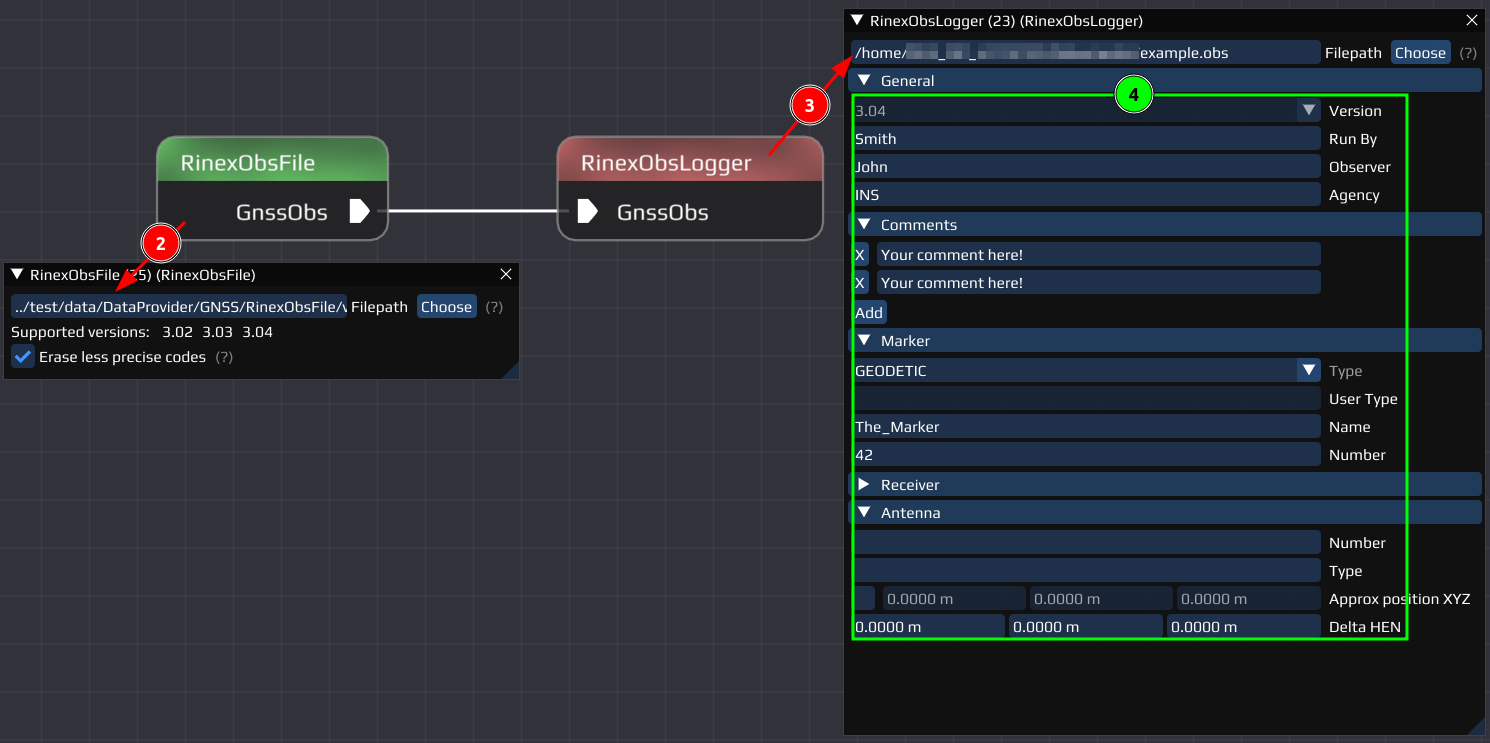 RinexObsFile
GnssObs
RinexObsLogger
GnssObs
2
3
4
RinexObsFile (25) (RinexObsFile)
../test/data/DataProvider/GNSS/RinexObsFile/ Filepath Choose (?)
Supported versions: 3.02 3.03 3.04
Erase less precise codes (?)
RinexObsLogger (23) (RinexObsLogger)
/home/ example.obs Filepath Choose (?)
General
3.04 Version
Smith Run By
John Observer
INS Agency
Comments
X Your comment here!
X Your comment here!
Add
Marker
GEODETIC Type
User Type
The_Marker Name
42 Number
Receiver
Antenna
Number
Type
0.0000 m 0.0000 m 0.0000 m Approx position XYZ
0.0000 m 0.0000 m 0.0000 m Delta HEN